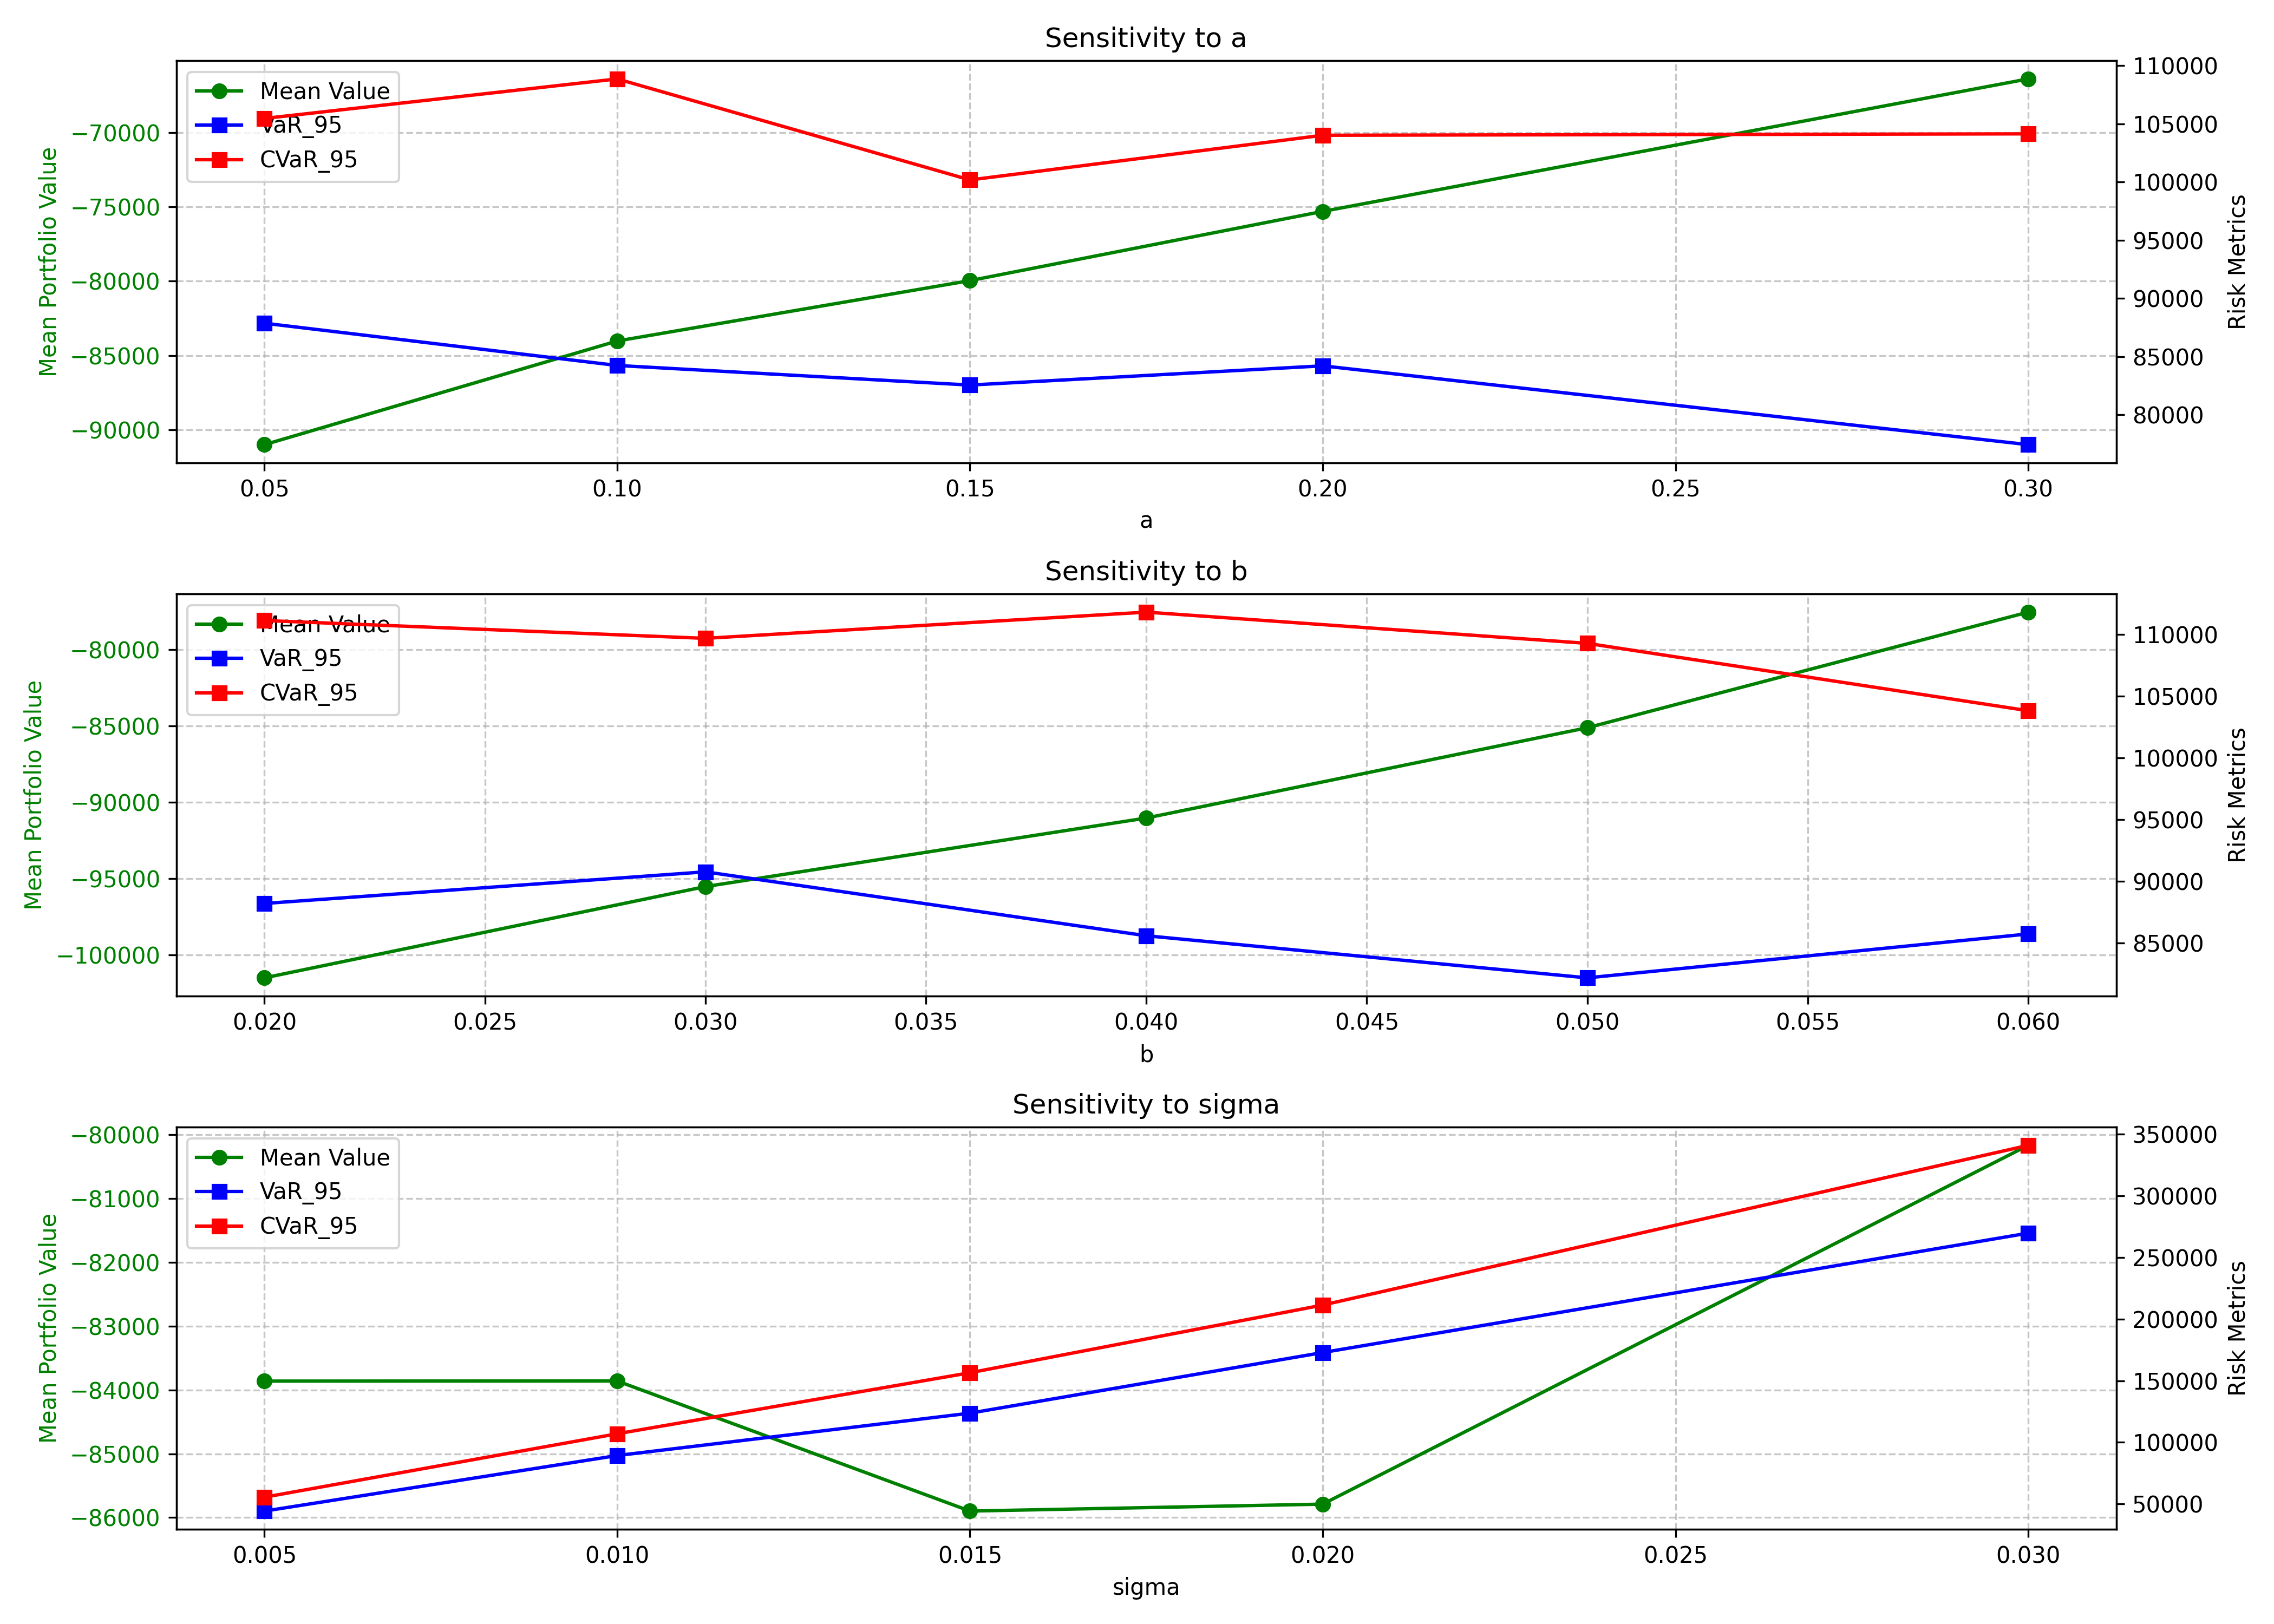 Sensitivity to a
Mean Value
VaR_95
CVaR_95
Mean Portfolio Value
−70000
−75000
−80000
−85000
−90000
110000
105000
100000
95000
90000
85000
80000
Risk Metrics
0.05 0.10 0.15 0.20 0.25 0.30
a
Sensitivity to b
Mean Value
VaR_95
CVaR_95
Mean Portfolio Value
−80000
−85000
−90000
−95000
−100000
110000
105000
100000
95000
90000
85000
Risk Metrics
0.020 0.025 0.030 0.035 0.040 0.045 0.050 0.055 0.060
b
Sensitivity to sigma
Mean Value
VaR_95
CVaR_95
Mean Portfolio Value
−80000
−81000
−82000
−83000
−84000
−85000
−86000
350000
300000
250000
200000
150000
100000
50000
Risk Metrics
0.005 0.010 0.015 0.020 0.025 0.030
sigma